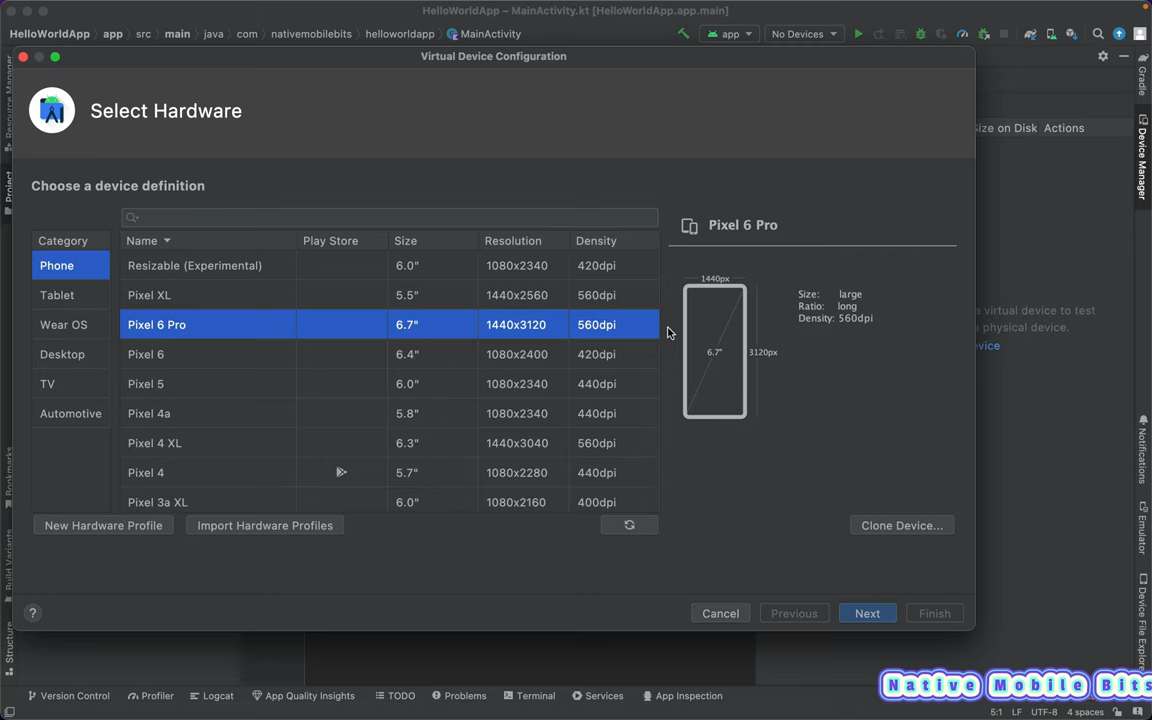 HelloWorldApp – MainActivity.kt [HelloWorldApp.app.main]
HelloWorldApp app src main java com nativemobilebits helloworldapp MainActivity app No Devices
Virtual Device Configuration
Select Hardware
Choose a device definition
Category Name Play Store Size Resolution Density
Phone Resizable (Experimental) 6.0" 1080x2340 420dpi
Tablet Pixel XL 5.5" 1440x2560 560dpi
Wear OS Pixel 6 Pro 6.7" 1440x3120 560dpi
Desktop Pixel 6 6.4" 1080x2400 420dpi
TV Pixel 5 6.0" 1080x2340 440dpi
Automotive Pixel 4a 5.8" 1080x2340 440dpi
Pixel 4 XL 6.3" 1440x3040 560dpi
Pixel 4 5.7" 1080x2280 440dpi
Pixel 3a XL 6.0" 1080x2160 400dpi
Pixel 6 Pro
1440px
6.7"
3120px
Size: large
Ratio: long
Density: 560dpi
New Hardware Profile Import Hardware Profiles Clone Device...
? Cancel Previous Next Finish
Size on Disk Actions
a virtual device to test
a physical device.
evice
Resource Manager
Project
Bookmarks
Build Variants
Structure
Gradle
Device Manager
Notifications
Emulator
Device File Explorer
Version Control Profiler Logcat App Quality Insights TODO Problems Terminal Services App Inspection
Native Mobile Bits
5:1 LF UTF-8 4 spaces